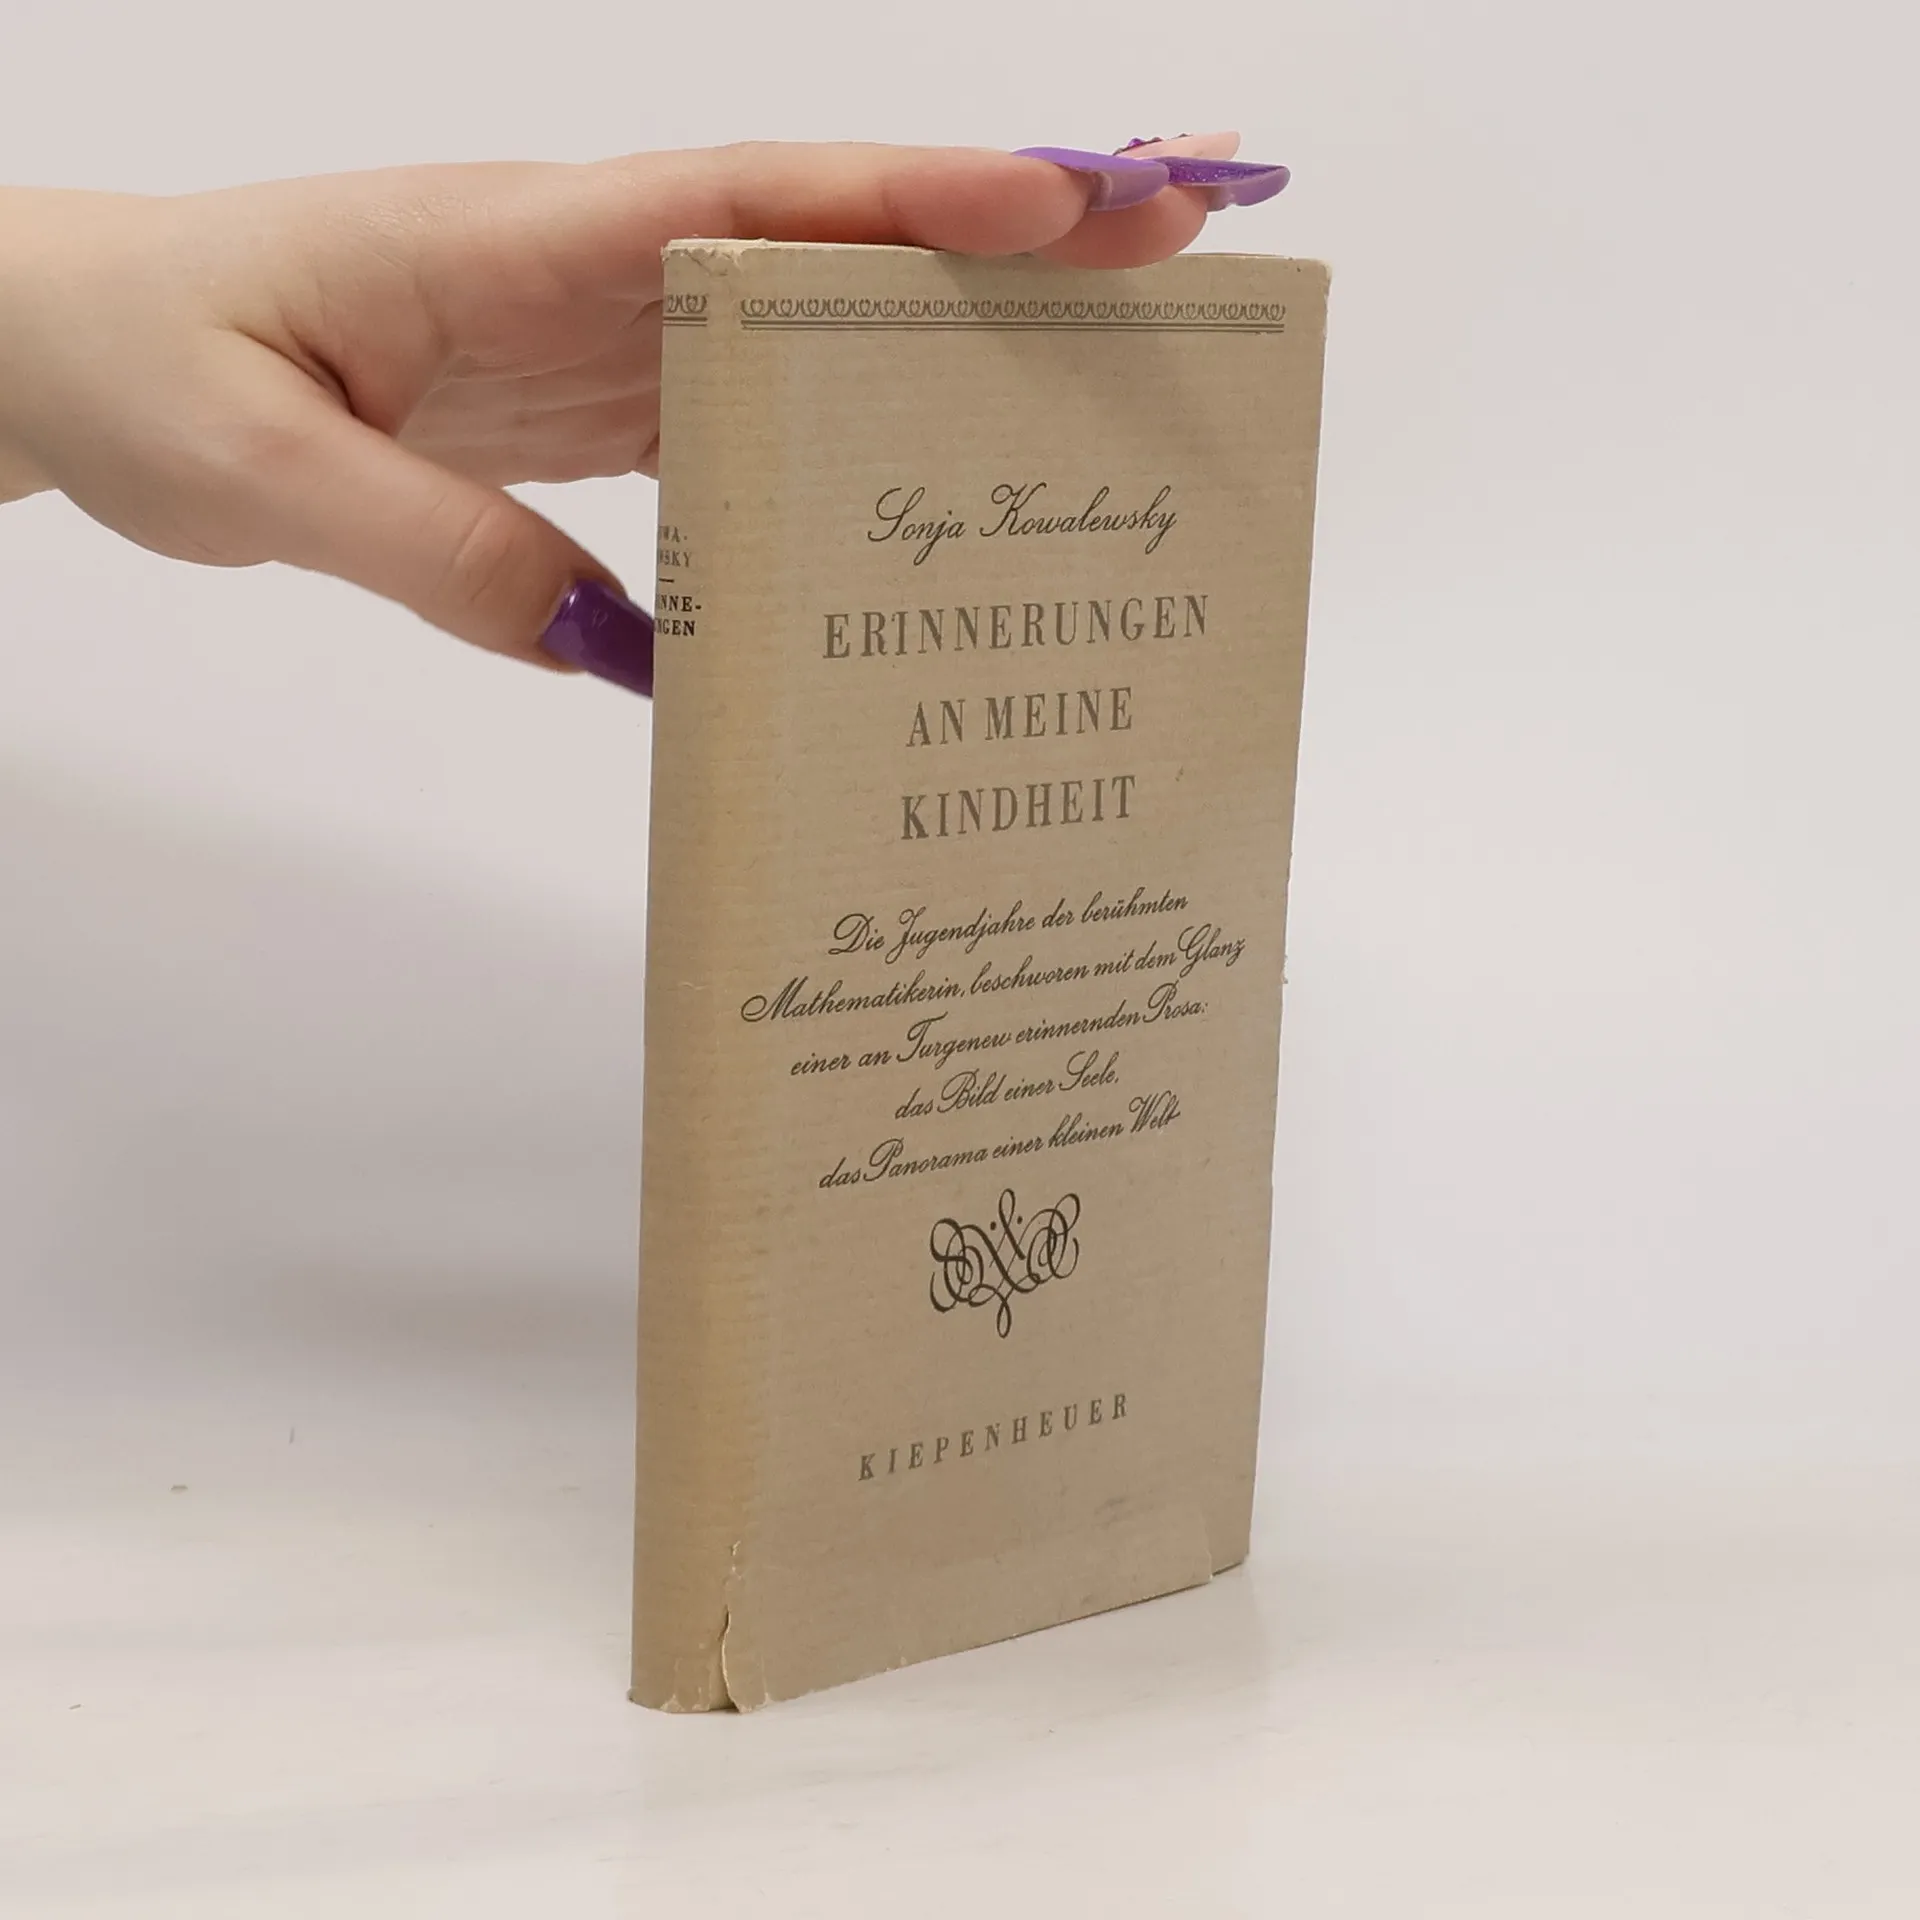 Sonja Kowalewsky
ERINNERUNGEN
AN MEINE
KINDHEIT
Die Jugendjahre der berühmten
Mathematikerin, beschworen mit dem Glanz
einer an Turgenew erinnernden Prosa:
das Bild einer Seele,
das Panorama einer kleinen Welt
KIEPENHEUER